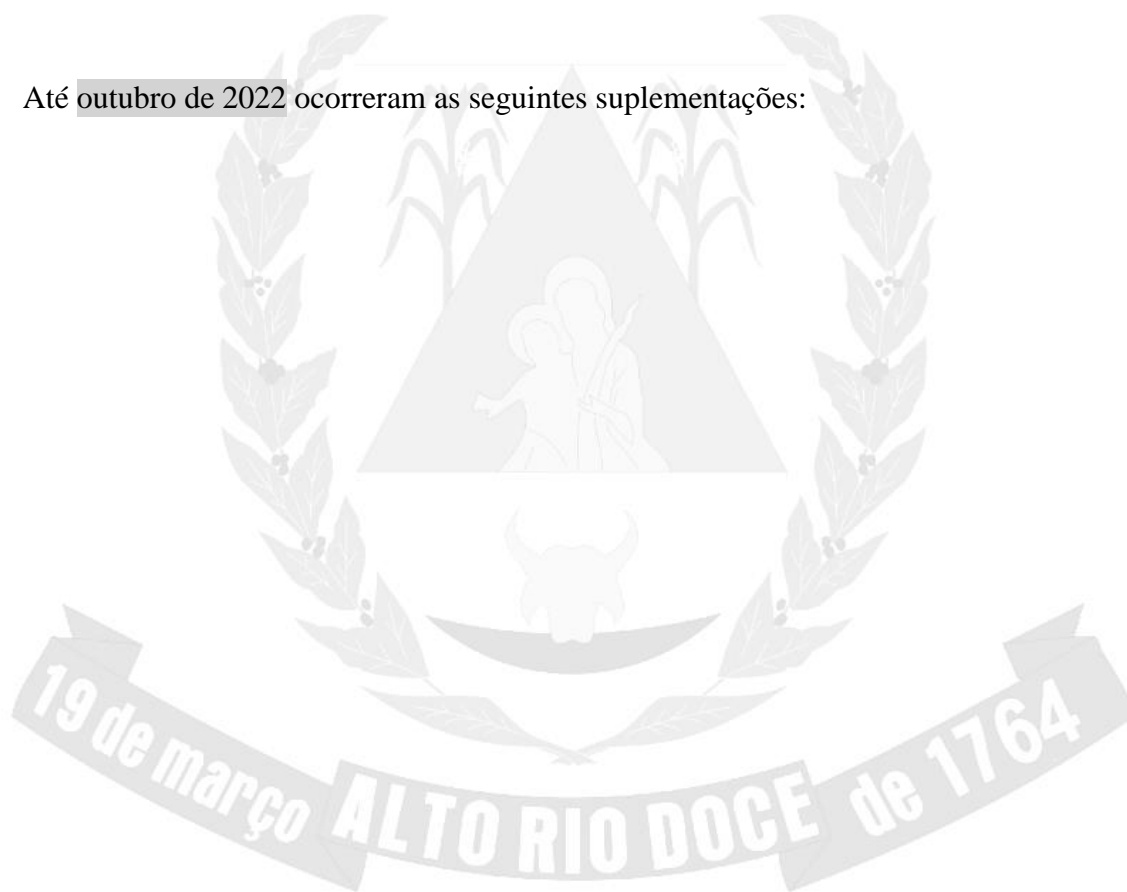 Até outubro de 2022 ocorreram as seguintes suplementações:
19 de março ALTO RIO DOCE de 1764